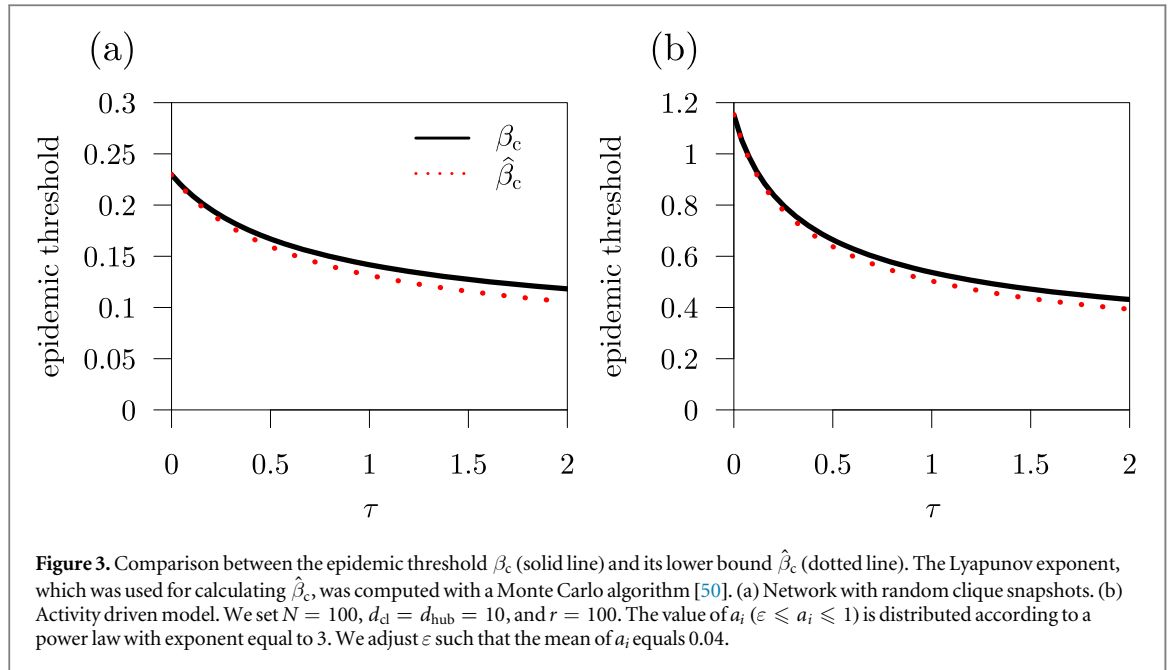 (a)
0.3
0.25
0.2
0.15
0.1
0.05
0
epidemic threshold
0 0.5 1 1.5 2
τ
βc
β̂c
(b)
1.2
1
0.8
0.6
0.4
0.2
0
epidemic threshold
0 0.5 1 1.5 2
τ
Figure 3. Comparison between the epidemic threshold βc (solid line) and its lower bound β̂c (dotted line). The Lyapunov exponent,
which was used for calculating β̂c, was computed with a Monte Carlo algorithm [50]. (a) Network with random clique snapshots. (b)
Activity driven model. We set N = 100, dcl = dhub = 10, and r = 100. The value of ai (ε ⩽ ai ⩽ 1) is distributed according to a
power law with exponent equal to 3. We adjust ε such that the mean of ai equals 0.04.